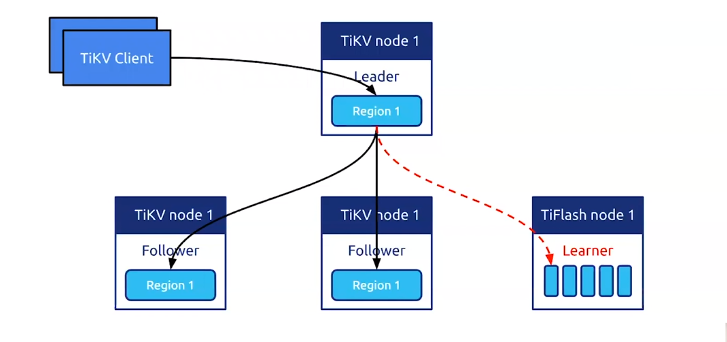 TiKV Client
TiKV node 1
Leader
Region 1
TiKV node 1
Follower
Region 1
TiKV node 1
Follower
Region 1
TiFlash node 1
Learner